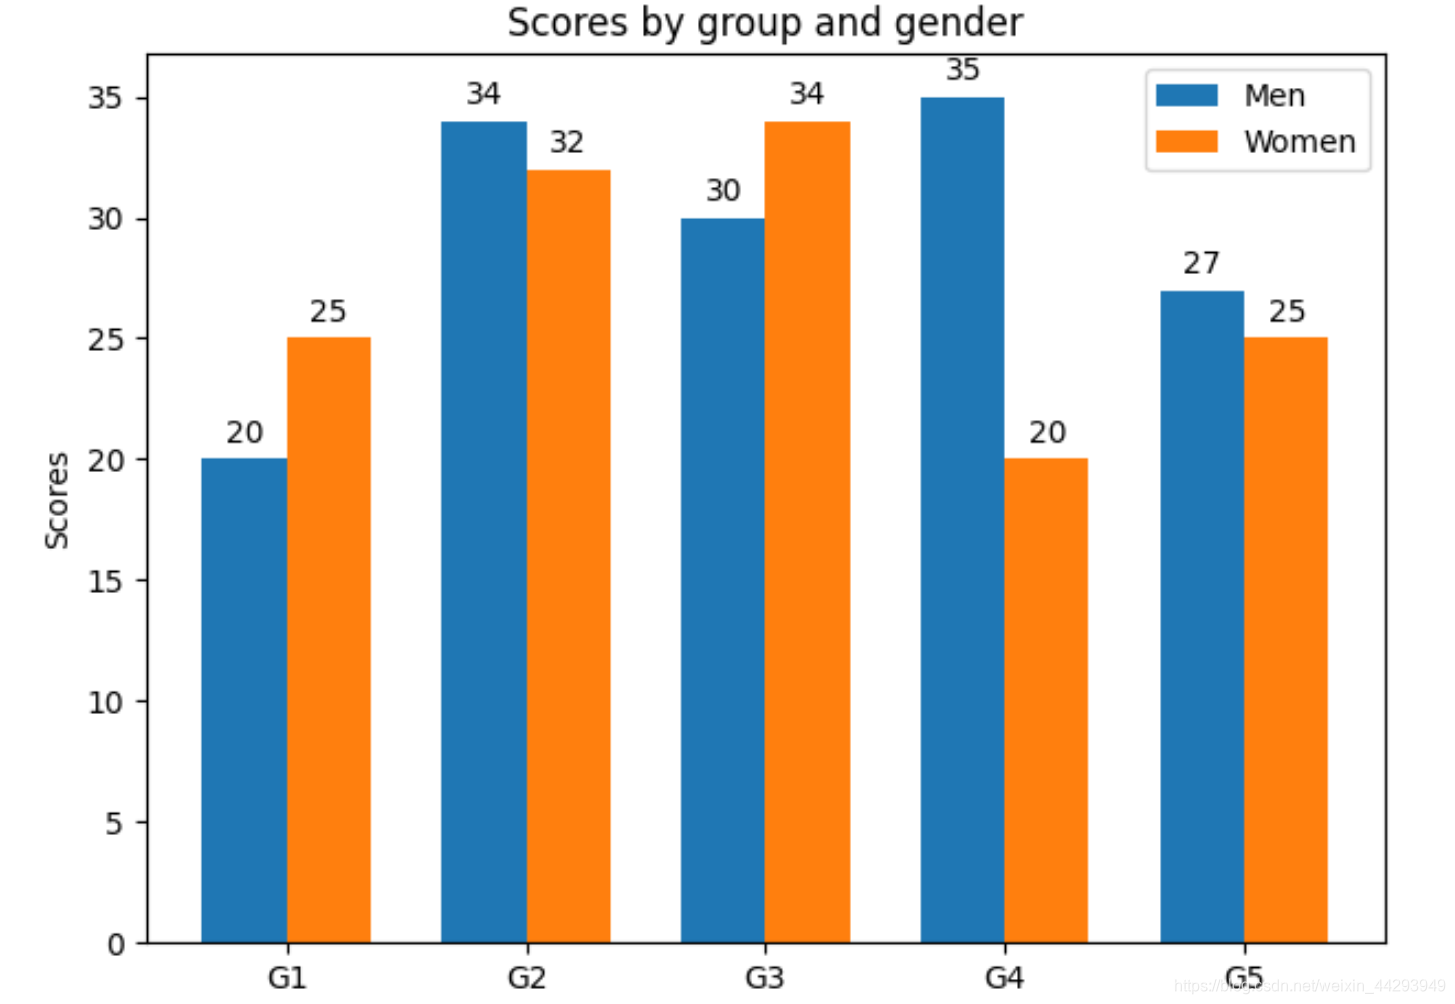 Scores by group and gender
Men
Women
35
30
25
20
15
10
5
0
Scores
20
25
34
32
30
34
35
20
27
25
G1
G2
G3
G4
G5
https://blog.csdn.net/weixin_44293949